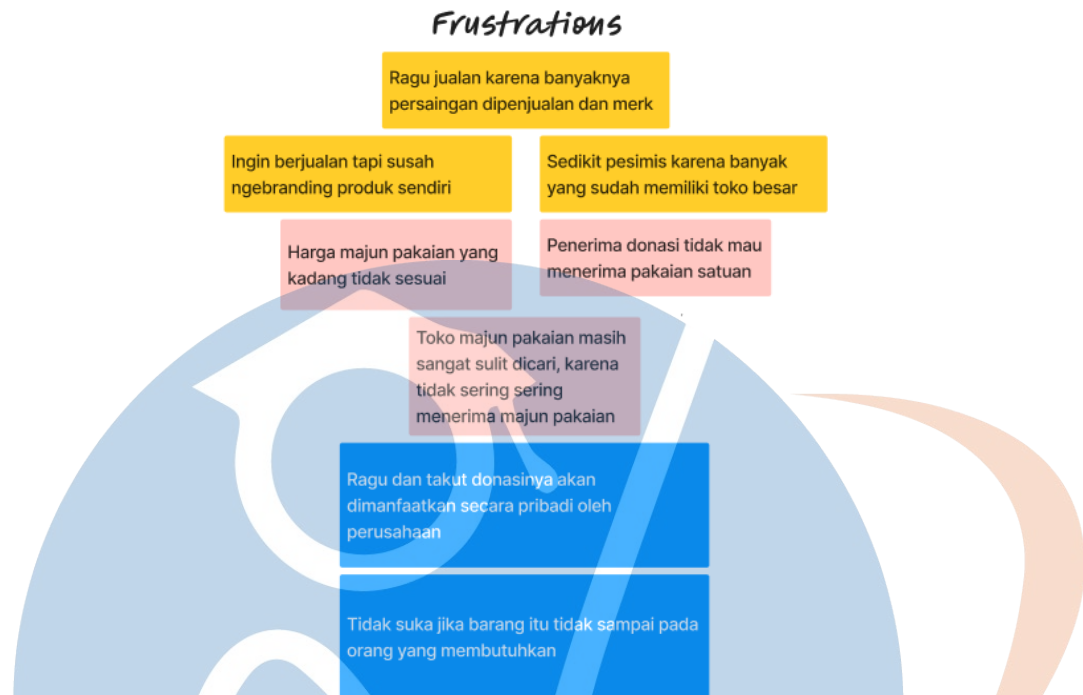 Frustrations
Ragu jualan karena banyaknya
persaingan dipenjualan dan merk
Ingin berjualan tapi susah
ngebranding produk sendiri
Sedikit pesimis karena banyak
yang sudah memiliki toko besar
Harga majun pakaian yang
kadang tidak sesuai
Penerima donasi tidak mau
menerima pakaian satuan
Toko majun pakaian masih
sangat sulit dicari, karena
tidak sering sering
menerima majun pakaian
Ragu dan takut donasinya akan
dimanfaatkan secara pribadi oleh
perusahaan
Tidak suka jika barang itu tidak sampai pada
orang yang membutuhkan